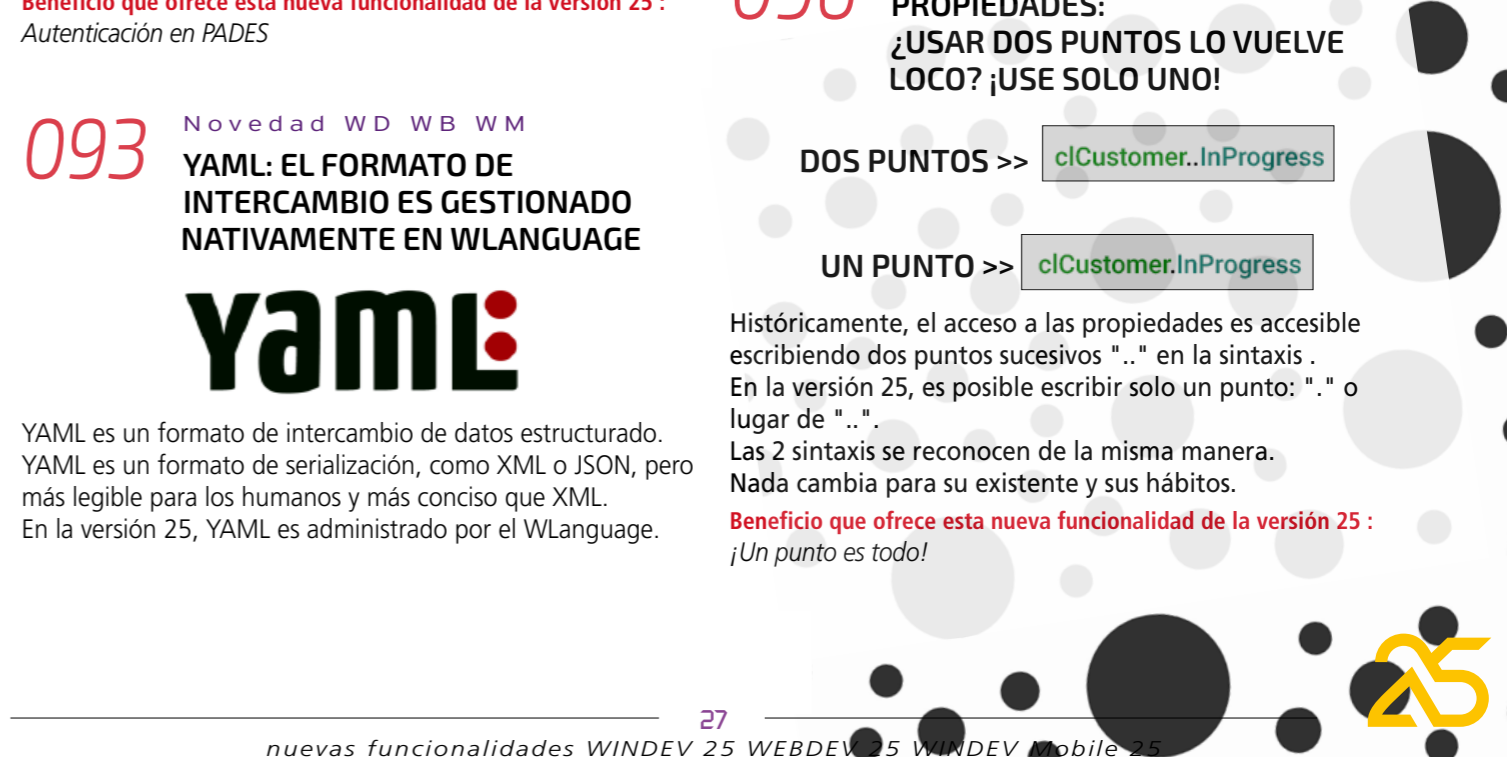 Beneficio que ofrece esta nueva funcionalidad de la versión 25 :
Autenticación en PADES
093
Novedad WD WB WM
YAML: EL FORMATO DE
INTERCAMBIO ES GESTIONADO
NATIVAMENTE EN WLANGUAGE
YamL
YAML es un formato de intercambio de datos estructurado.
YAML es un formato de serialización, como XML o JSON, pero
más legible para los humanos y más conciso que XML.
En la versión 25, YAML es administrado por el WLanguage.
PROPIEDADES:
¿USAR DOS PUNTOS LO VUELVE
LOCO? ¡USE SOLO UNO!
DOS PUNTOS >> clCustomer..InProgress
UN PUNTO >> clCustomer.InProgress
Históricamente, el acceso a las propiedades es accesible
escribiendo dos puntos sucesivos ".." en la sintaxis .
En la versión 25, es posible escribir solo un punto: "." o
lugar de "..".
Las 2 sintaxis se reconocen de la misma manera.
Nada cambia para su existente y sus hábitos.
Beneficio que ofrece esta nueva funcionalidad de la versión 25 :
¡Un punto es todo!
25
27
nuevas funcionalidades WINDEV 25 WEBDEV 25 WINDEV Mobile 25